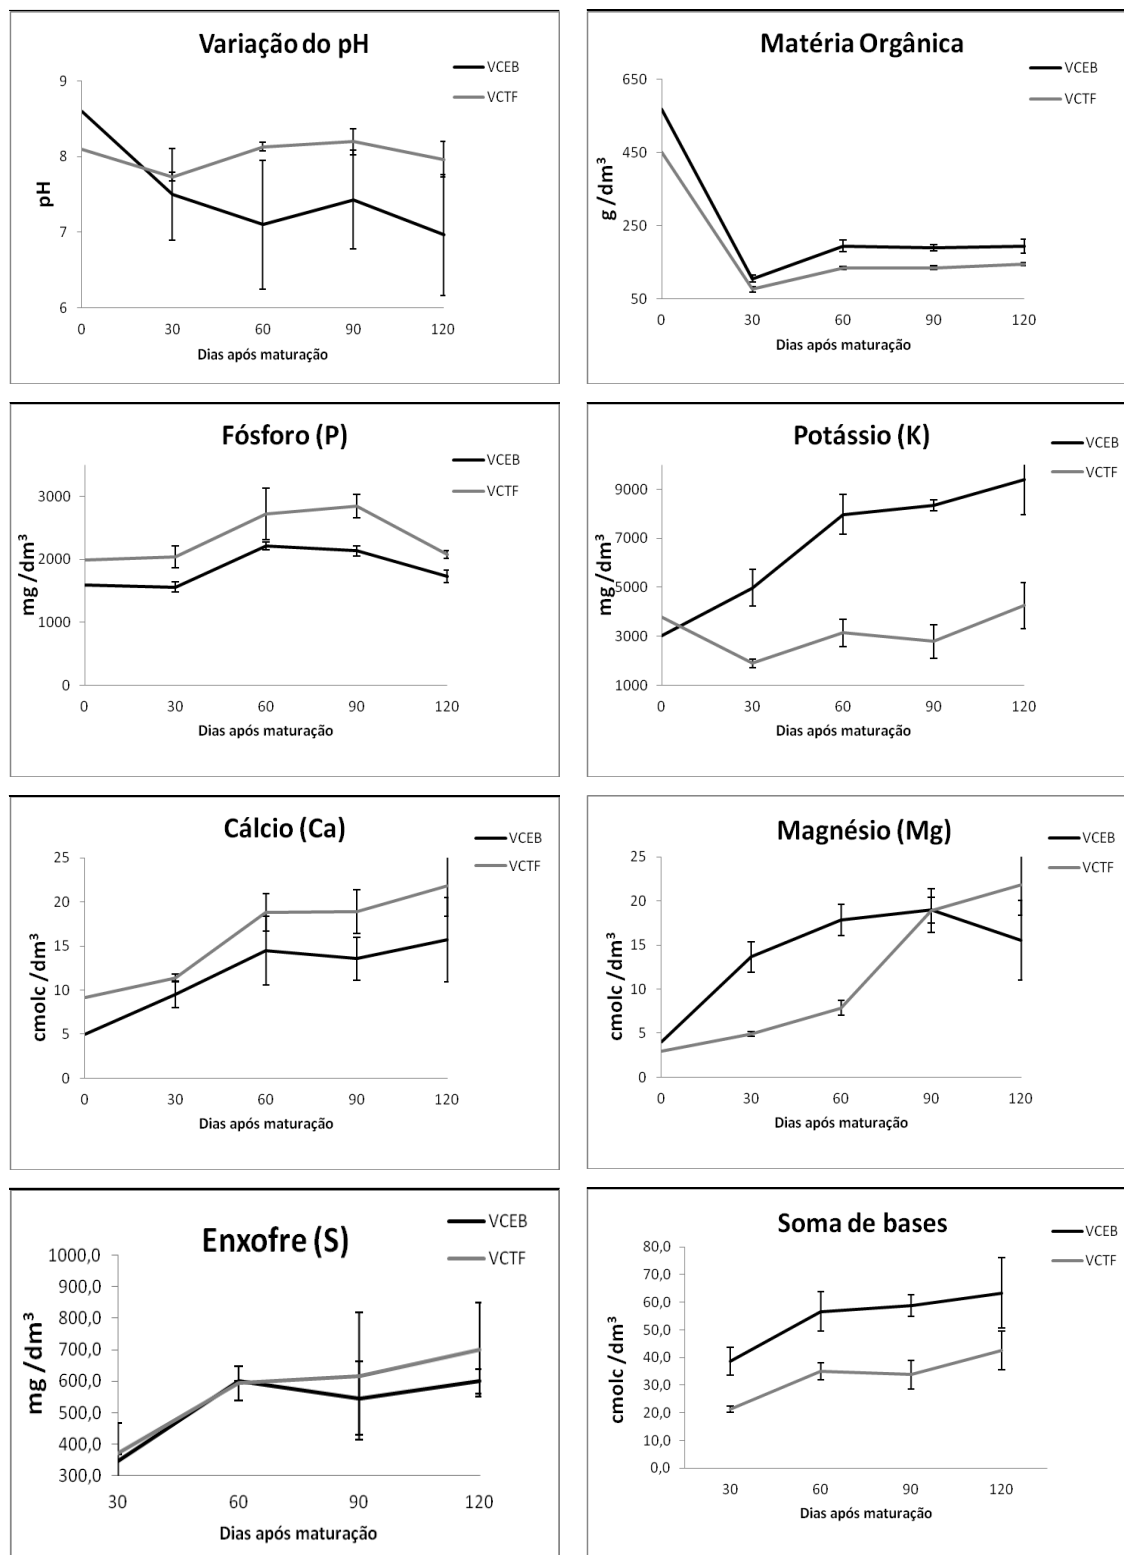 Variação do pH
VCEB
VCTF
9
8
7
6
pH
0 30 60 90 120
Dias após maturação
Matéria Orgânica
VCEB
VCTF
650
450
250
50
g /dm³
0 30 60 90 120
Dias após maturação
Fósforo (P)
VCEB
VCTF
3000
2000
1000
0
mg /dm³
0 30 60 90 120
Dias após maturação
Potássio (K)
VCEB
VCTF
9000
7000
5000
3000
1000
mg /dm³
0 30 60 90 120
Dias após maturação
Cálcio (Ca)
VCEB
VCTF
25
20
15
10
5
0
cmolc /dm³
0 30 60 90 120
Dias após maturação
Magnésio (Mg)
VCEB
VCTF
25
20
15
10
5
0
cmolc /dm³
0 30 60 90 120
Dias após maturação
Enxofre (S)
VCEB
VCTF
1000,0
900,0
800,0
700,0
600,0
500,0
400,0
300,0
mg /dm³
30 60 90 120
Dias após maturação
Soma de bases
VCEB
VCTF
80,0
70,0
60,0
50,0
40,0
30,0
20,0
10,0
0,0
cmolc /dm³
30 60 90 120
Dias após maturação